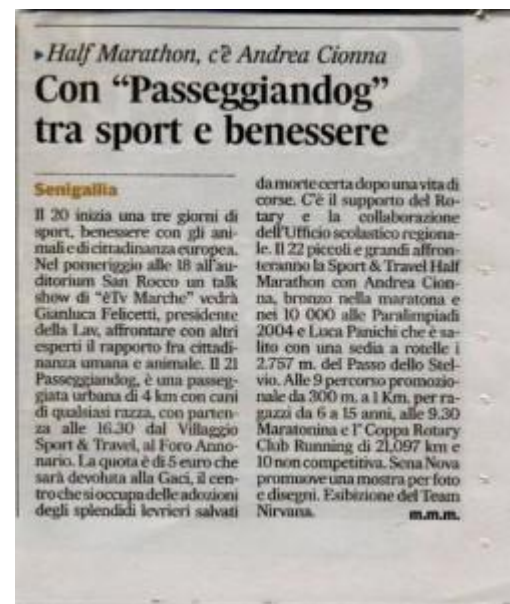 ▸Half Marathon, c'è Andrea Cionna
Con “Passeggiandog”
tra sport e benessere
Senigallia
Il 20 inizia una tre giorni di
sport, benessere con gli ani-
mali e di cittadinanza europea.
Nel pomeriggio alle 18 all'au-
ditorium San Rocco un talk
show di “èTv Marche” vedrà
Gianluca Felicetti, presidente
della Lav, affrontare con altri
esperti il rapporto fra cittadi-
nanza umana e animale. Il 21
Passeggiandog, è una passeg-
giata urbana di 4 km con cani
di qualsiasi razza, con parten-
za alle 16.30 dal Villaggio
Sport & Travel, al Foro Anno-
nario. La quota è di 5 euro che
sarà devoluta alla Gaci, il cen-
tro che si occupa delle adozioni
degli splendidi levrieri salvati
da morte certa dopo una vita di
corse. C'è il supporto del Ro-
tary e la collaborazione
dell'Ufficio scolastico regiona-
le. Il 22 piccoli e grandi affron-
teranno la Sport & Travel Half
Marathon con Andrea Cion-
na, bronzo nella maratona e
nei 10 000 alle Paralimpiadi
2004 e Luca Panichi che è sa-
lito con una sedia a rotelle i
2.757 m. del Passo dello Stel-
vio. Alle 9 percorso promozio-
nale da 300 m. a 1 Km, per ra-
gazzi da 6 a 15 anni, alle 9.30
Maratonina e 1° Coppa Rotary
Club Running di 21,097 km e
10 non competitiva. Sena Nova
promuove una mostra per foto
e disegni. Esibizione del Team
Nirvana. m.m.m.